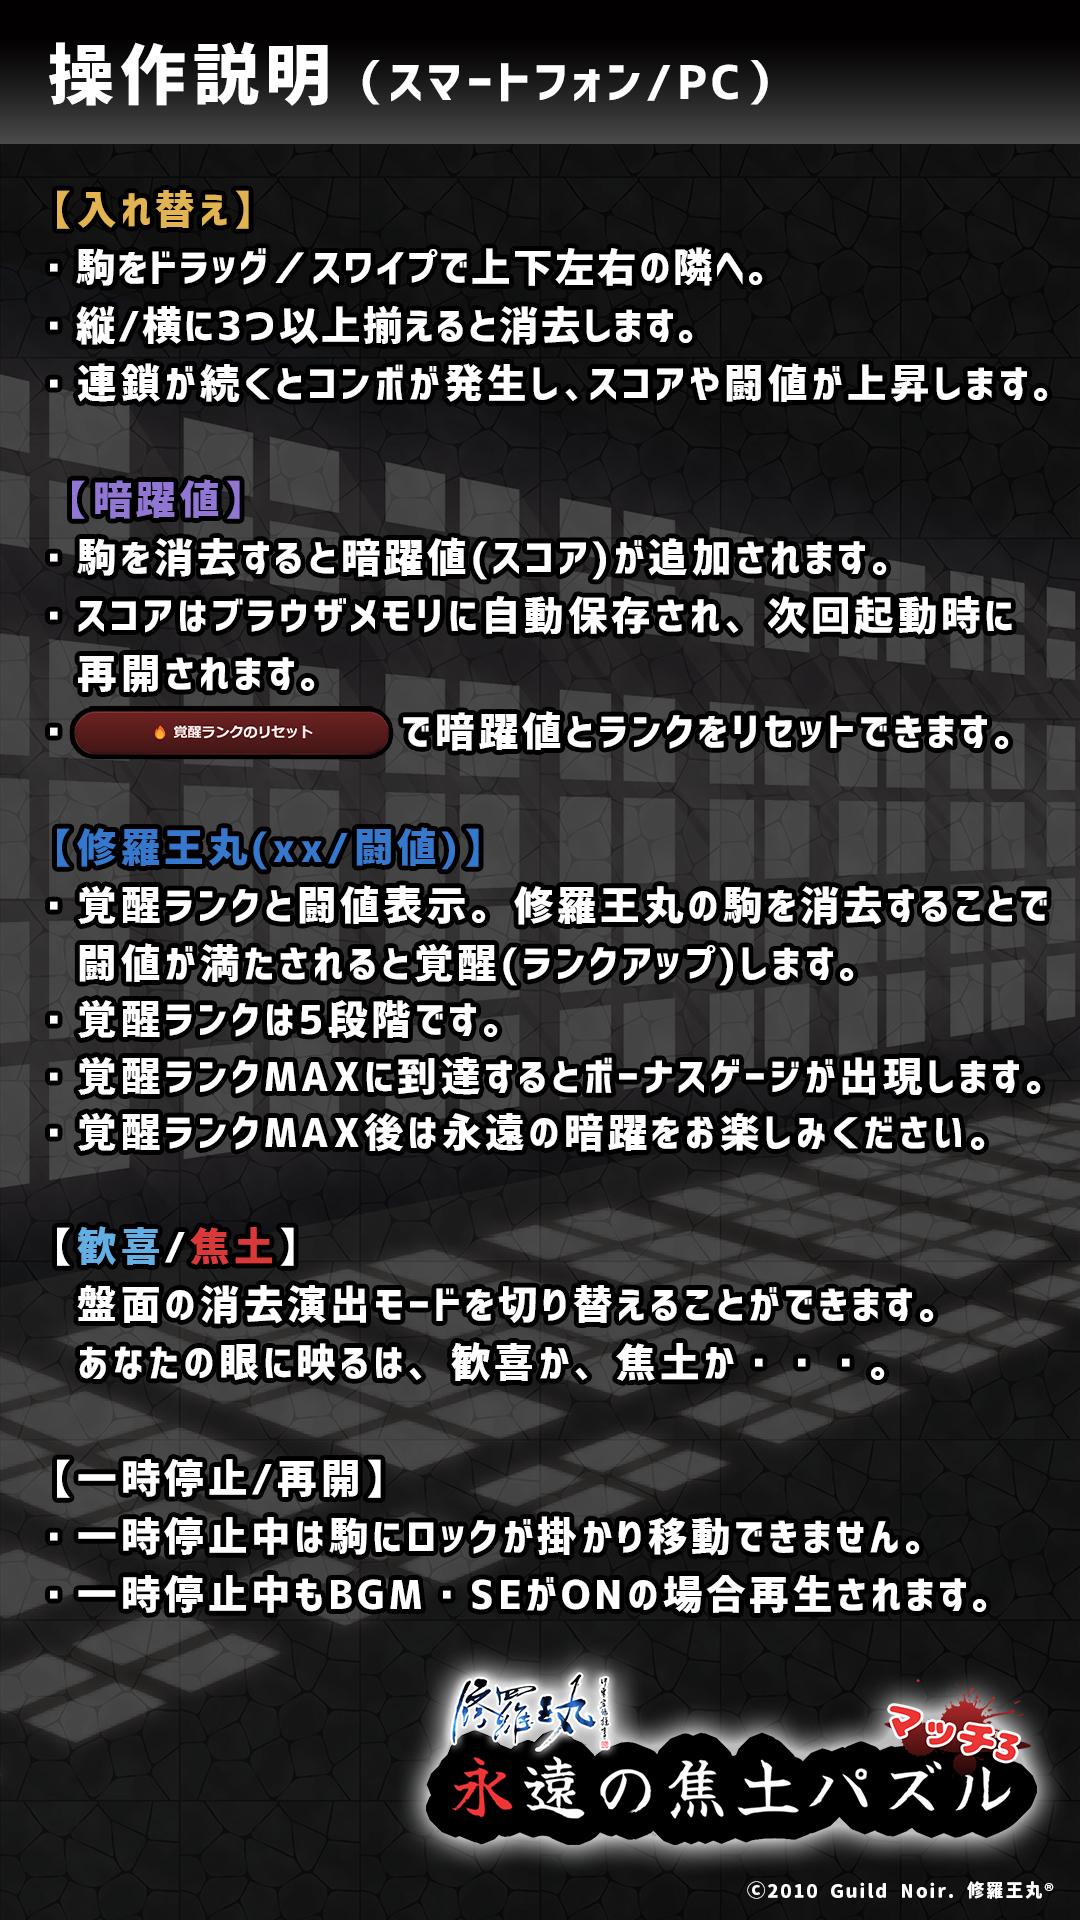 操作説明（スマートフォン/PC）
【入れ替え】
・駒をドラッグ／スワイプで上下左右の隣へ。
・縦/横に3つ以上揃えると消去します。
・連鎖が続くとコンボが発生し、スコアや闘値が上昇します。
【暗躍値】
・駒を消去すると暗躍値(スコア)が追加されます。
・スコアはブラウザメモリに自動保存され、次回起動時に
再開されます。
・🔥覚醒ランクのリセット で暗躍値とランクをリセットできます。
【修羅王丸(xx/闘値)】
・覚醒ランクと闘値表示。修羅王丸の駒を消去することで
闘値が満たされると覚醒(ランクアップ)します。
・覚醒ランクは5段階です。
・覚醒ランクMAXに到達するとボーナスゲージが出現します。
・覚醒ランクMAX後は永遠の暗躍をお楽しみください。
【歓喜/焦土】
盤面の消去演出モードを切り替えることができます。
あなたの眼に映るは、歓喜か、焦土か・・・。
【一時停止/再開】
・一時停止中は駒にロックが掛かり移動できません。
・一時停止中もBGM・SEがONの場合再生されます。
修羅王丸
マッチ3
永遠の焦土パズル
©2010 Guild Noir. 修羅王丸®